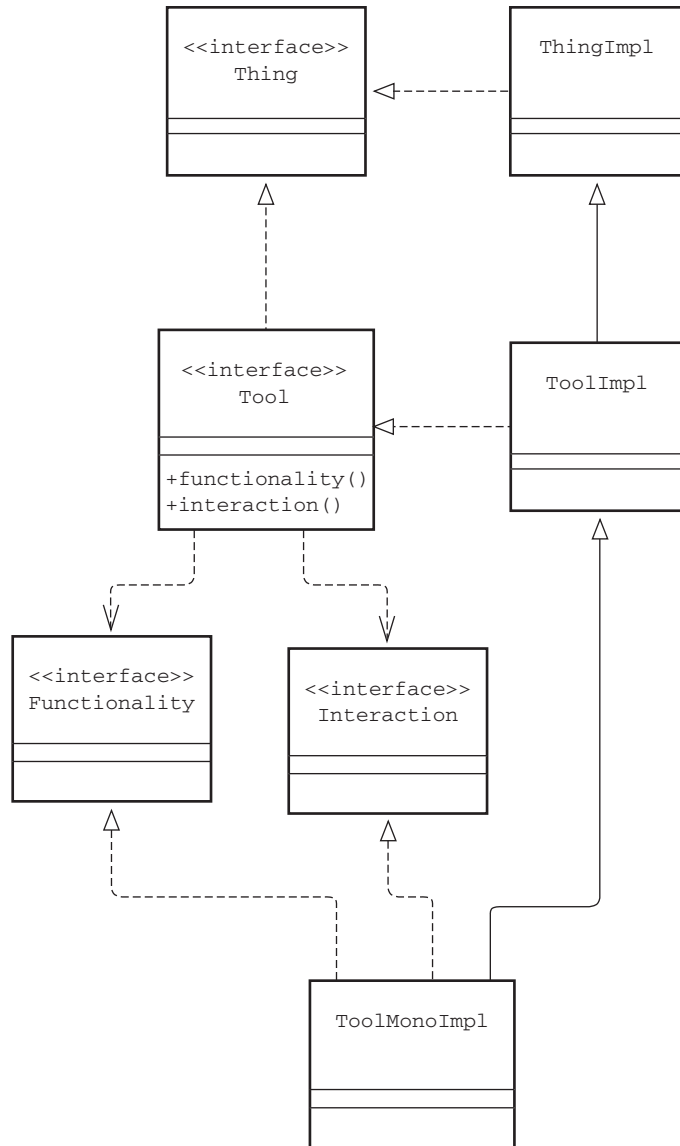 <<interface>>
Thing
ThingImpl
<<interface>>
Tool
+functionality()
+interaction()
ToolImpl
<<interface>>
Functionality
<<interface>>
Interaction
ToolMonoImpl